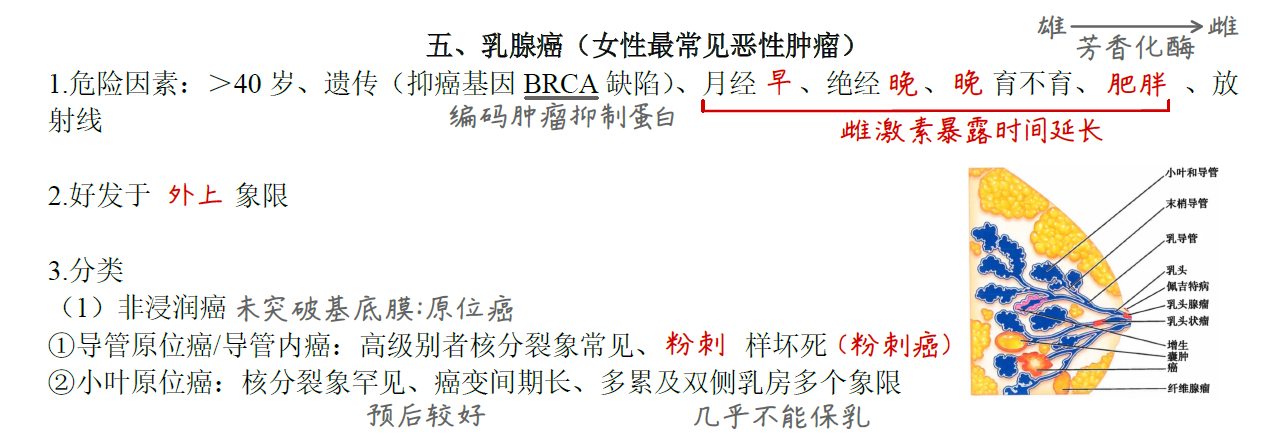 雄 → 雌
芳香化酶
五、乳腺癌（女性最常见恶性肿瘤）
1.危险因素：＞40 岁、遗传（抑癌基因 BRCA 缺陷）、月经 早 、绝经 晚、晚 育不育、 肥胖 、放
编码肿瘤抑制蛋白
射线
雌激素暴露时间延长
2.好发于 外上 象限
3.分类
（1）非浸润癌 未突破基底膜:原位癌
①导管原位癌/导管内癌：高级别者核分裂象常见、 粉刺 样坏死（粉刺癌）
②小叶原位癌：核分裂象罕见、癌变间期长、多累及双侧乳房多个象限
预后较好
几乎不能保乳
小叶和导管
末梢导管
乳导管
乳头
佩吉特病
乳头腺瘤
乳头状瘤
增生
囊肿
癌
纤维腺瘤